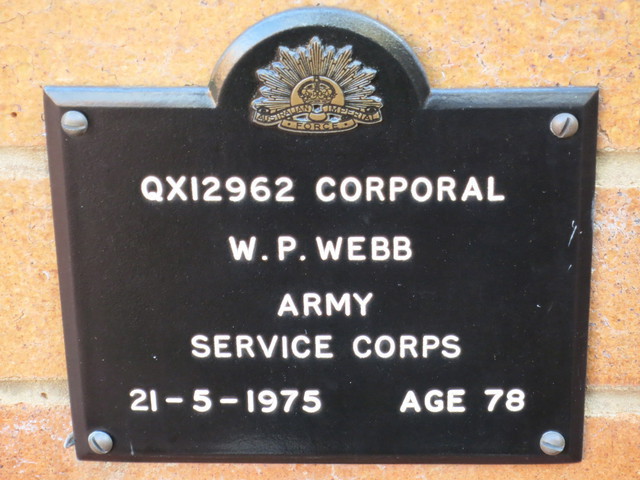 AUSTRALIAN IMPERIAL
FORCE
QX12962 CORPORAL
W.P. WEBB
ARMY
SERVICE CORPS
21-5-1975 AGE 78